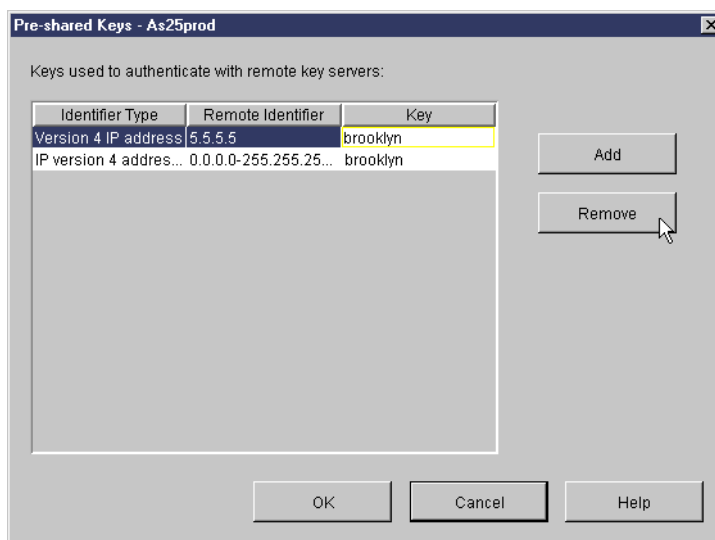 Pre-shared Keys - As25prod
Keys used to authenticate with remote key servers:
Identifier Type Remote Identifier Key
Version 4 IP address 5.5.5.5 brooklyn
IP version 4 addres... 0.0.0.0-255.255.25... brooklyn
Add
Remove
OK Cancel Help